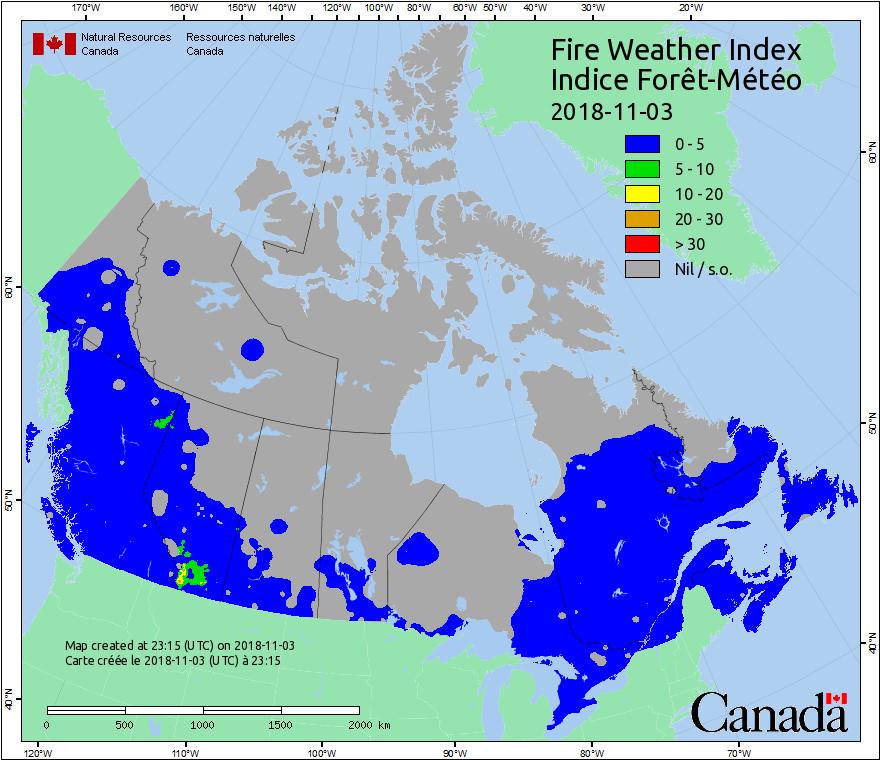 170°W 160°W 150°W 140°W 130°W 120°W 110°W 100°W 90°W 80°W 60°W 50°W 40°W 30°W 20°W
Natural Resources Ressources naturelles
Canada Canada
Fire Weather Index
Indice Forêt-Météo
2018-11-03
0 - 5
5 - 10
10 - 20
20 - 30
> 30
Nil / s.o.
60°N
60°N
50°N
50°N
40°N
40°N
Map created at 23:15 (UTC) on 2018-11-03
Carte créée le 2018-11-03 (UTC) à 23:15
0 500 1000 1500 2000 km
Canada
120°W 110°W 100°W 90°W 80°W 70°W